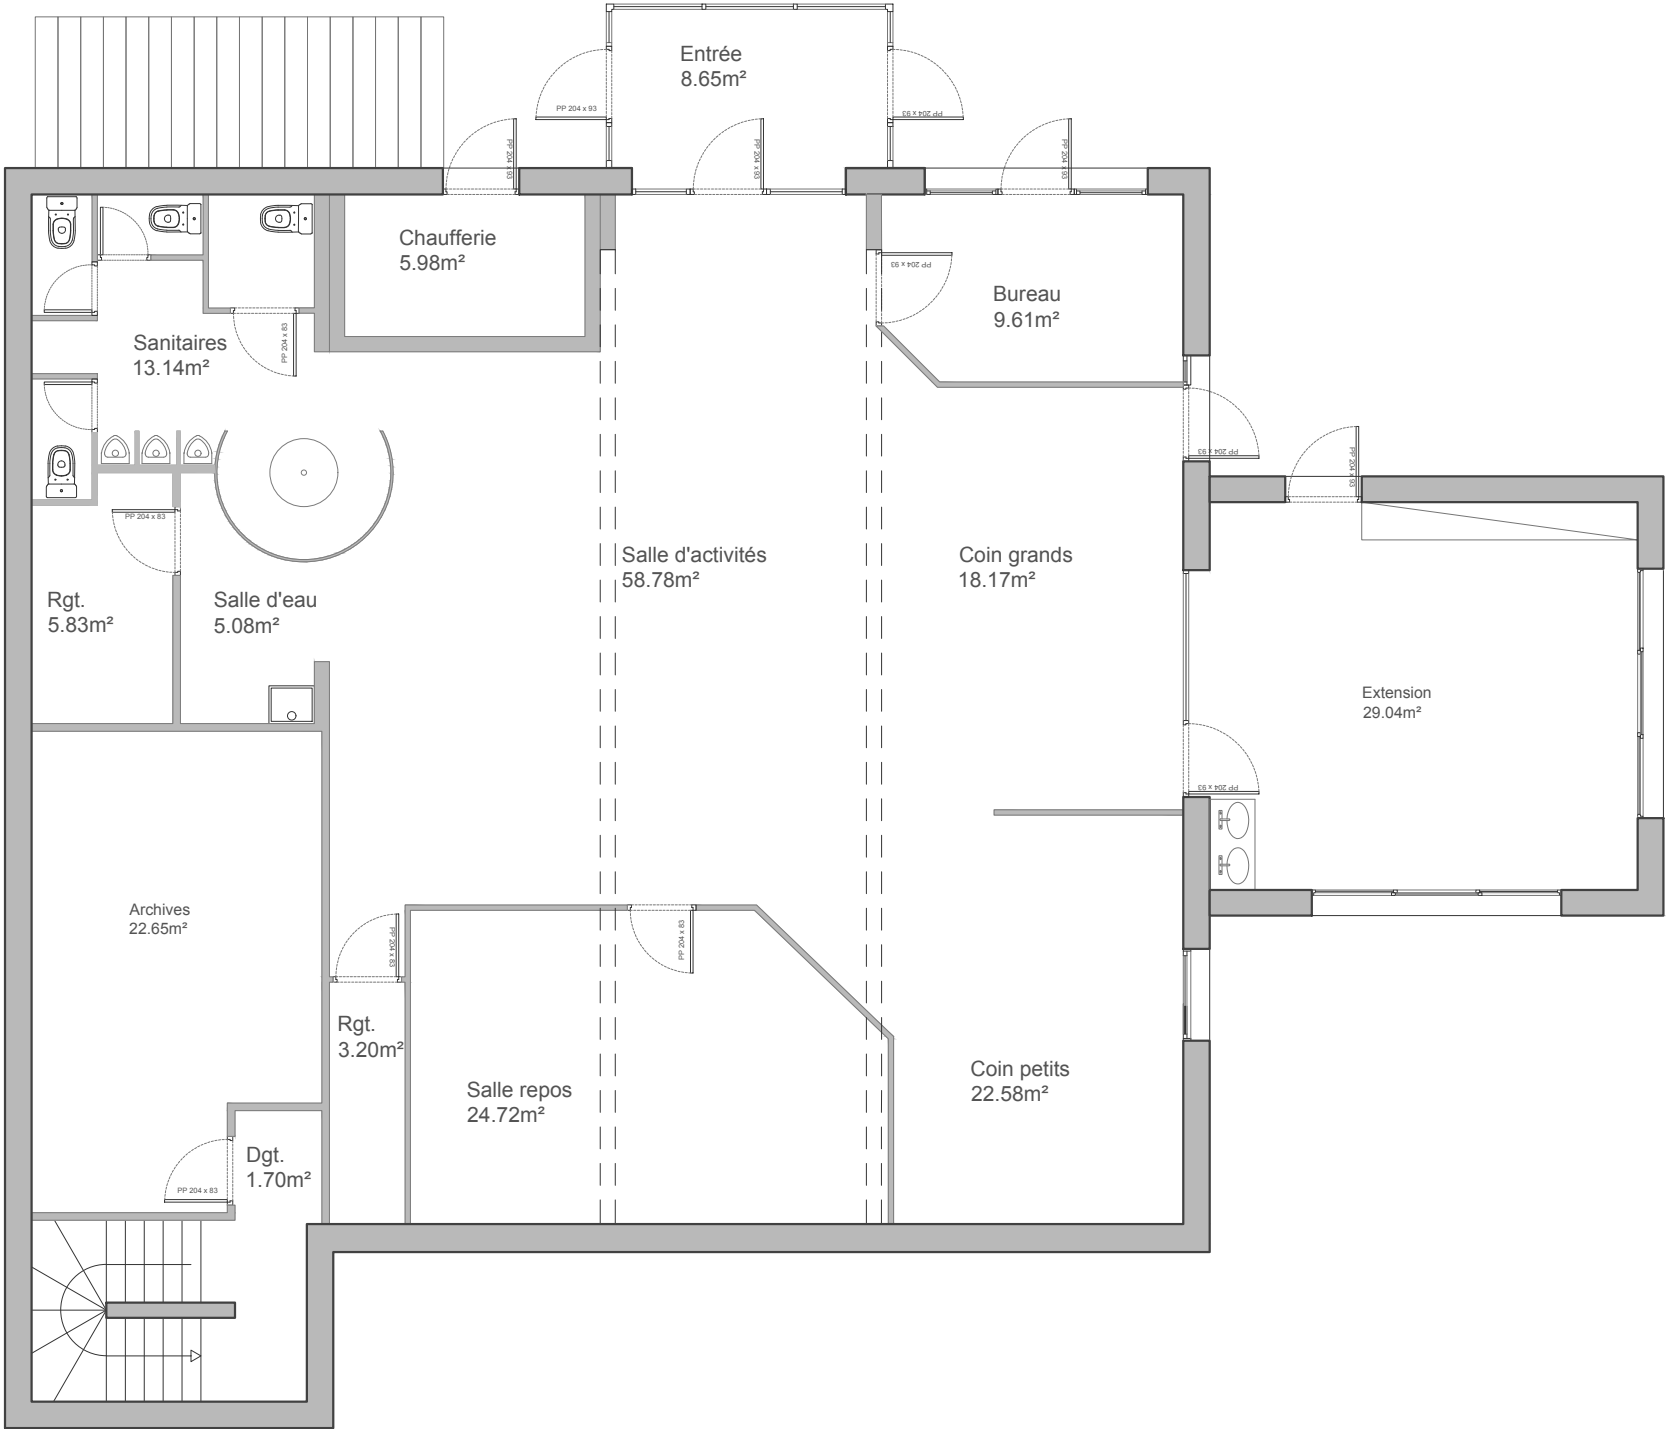 Entrée
8.65m²
PP 204 x 93
PP 204 x 93
PP 204 x 93
PP 204 x 93
PP 204 x 93
Chaufferie
5.98m²
PP 204 x 93
Bureau
9.61m²
Sanitaires
13.14m²
PP 204 x 83
PP 204 x 93
PP 204 x 93
PP 204 x 83
Salle d'activités
58.78m²
Coin grands
18.17m²
Rgt.
5.83m²
Salle d'eau
5.08m²
Extension
29.04m²
PP 204 x 93
Archives
22.65m²
PP 204 x 83
PP 204 x 83
Rgt.
3.20m²
Salle repos
24.72m²
Coin petits
22.58m²
Dgt.
1.70m²
PP 204 x 83